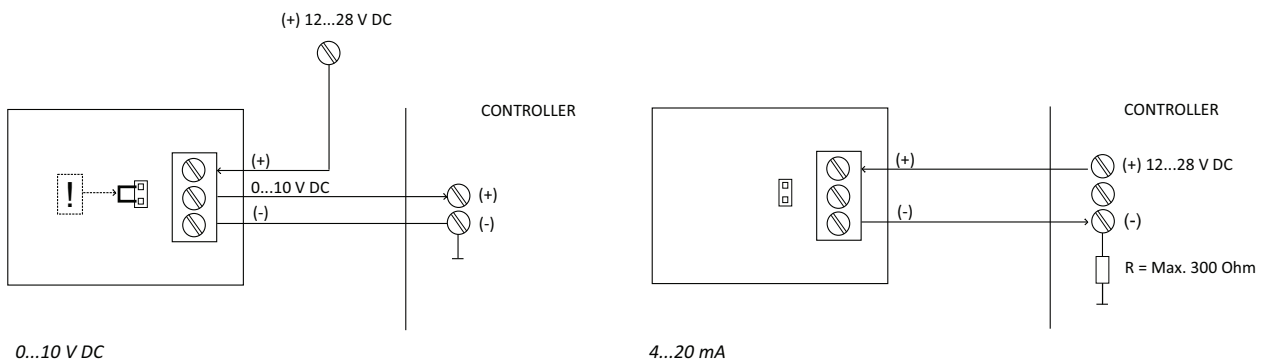 (+) 12...28 V DC
CONTROLLER
(+)
0...10 V DC
(-)
(+)
(-)
!
0...10 V DC
CONTROLLER
(+)
(+) 12...28 V DC
(-)
(-)
R = Max. 300 Ohm
4...20 mA